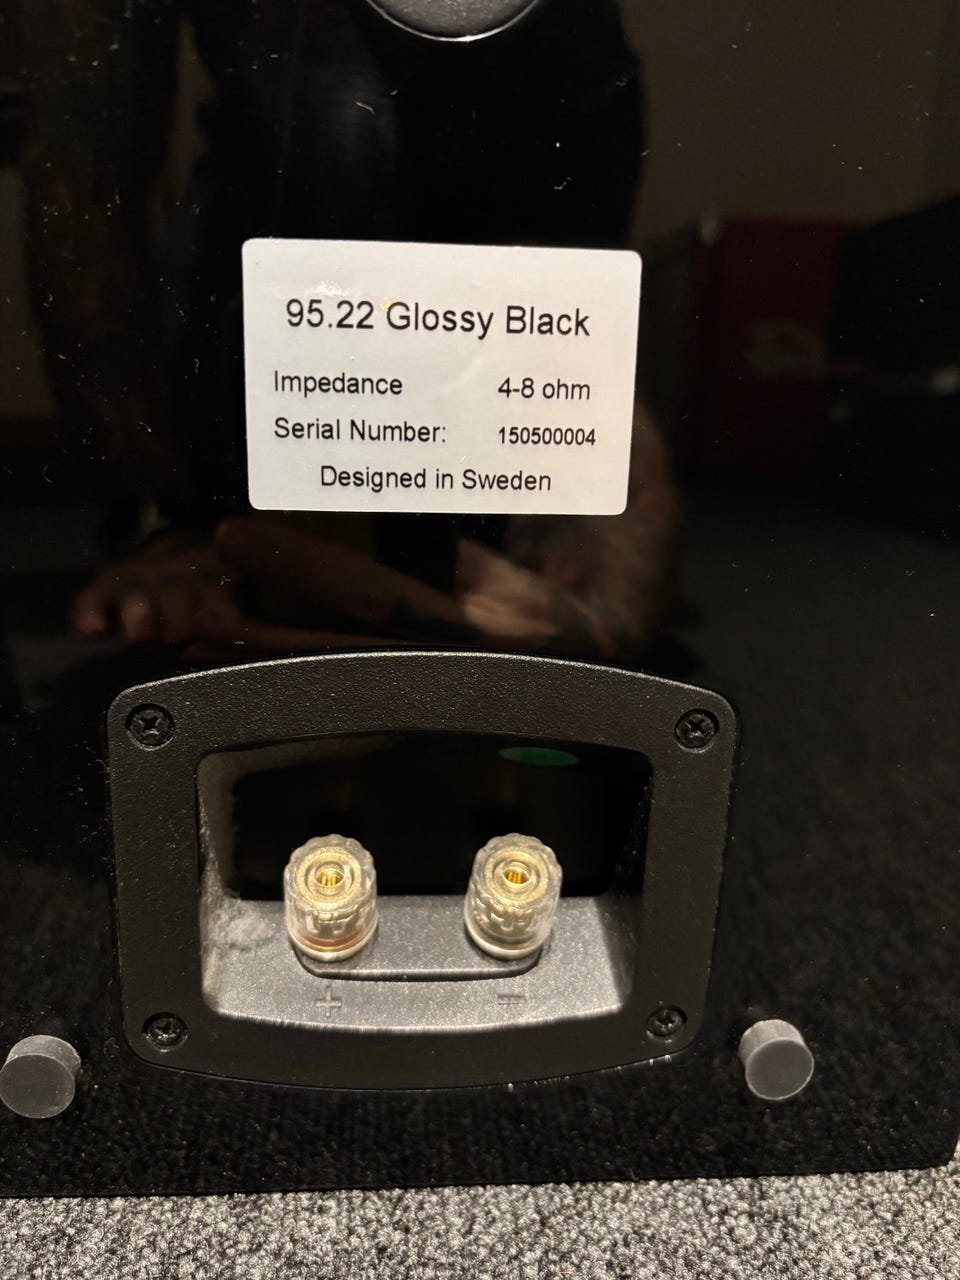 95.22 Glossy Black
Impedance 4-8 ohm
Serial Number: 150500004
Designed in Sweden
+ −